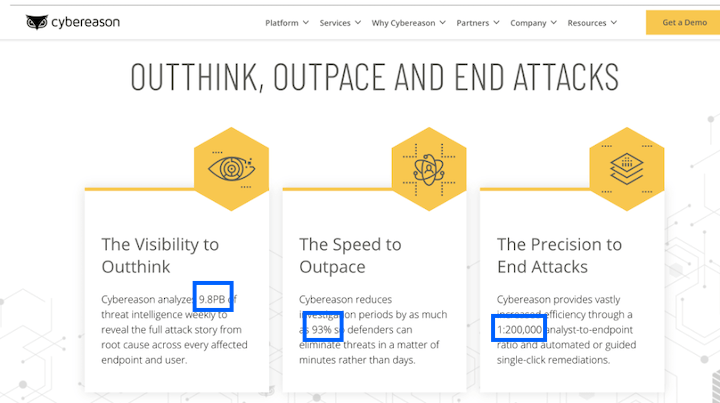 cybereason
Platform Services Why Cybereason Partners Company Resources Get a Demo
OUTTHINK, OUTPACE AND END ATTACKS
The Visibility to
Outthink
Cybereason analyzes 9.8PB of
threat intelligence weekly to
reveal the full attack story from
root cause across every affected
endpoint and user.
The Speed to
Outpace
Cybereason reduces
investigation periods by as much
as 93% so defenders can
eliminate threats in a matter of
minutes rather than days.
The Precision to
End Attacks
Cybereason provides vastly
increased efficiency through a
1:200,000 analyst-to-endpoint
ratio and automated or guided
single-click remediations.